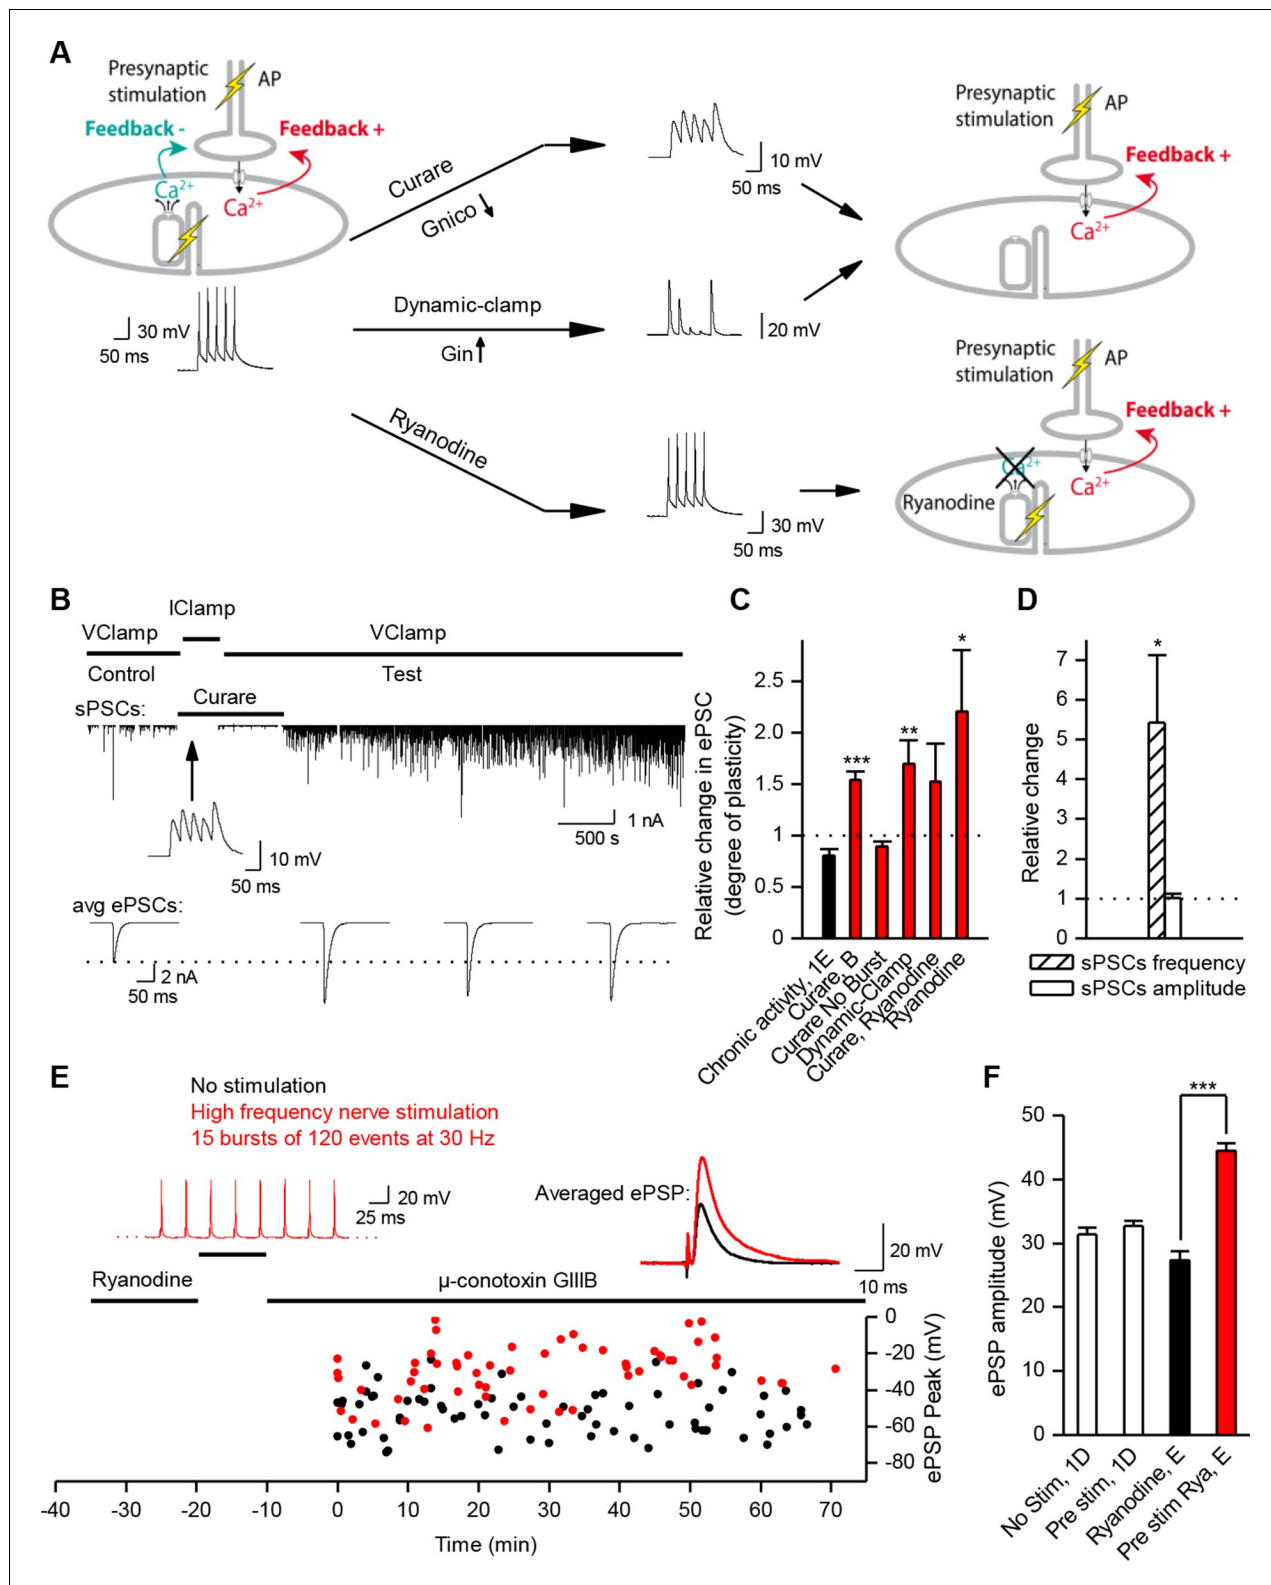 A
Presynaptic
stimulation
AP
Feedback -
Feedback +
Ca2+
Ca2+
30 mV
50 ms
Curare
Gnico
10 mV
50 ms
Dynamic-clamp
Gin
20 mV
Ryanodine
30 mV
50 ms
Presynaptic
stimulation
AP
Feedback +
Ca2+
Presynaptic
stimulation
AP
Feedback +
Ca2+
Ryanodine
Ca2+
B
IClamp
VClamp
VClamp
Control
Test
sPSCs:
Curare
1 nA
500 s
10 mV
50 ms
avg ePSCs:
2 nA
50 ms
C
Relative change in ePSC
(degree of plasticity)
2.5
2.0
1.5
1
0.5
0
***
**
*
Chronic activity, 1E
Curare, B
Curare No Burst
Dynamic-Clamp
Curare, Ryanodine
Ryanodine
D
Relative change
7
6
5
4
3
2
1
0
*
sPSCs frequency
sPSCs amplitude
E
No stimulation
High frequency nerve stimulation
15 bursts of 120 events at 30 Hz
20 mV
25 ms
Averaged ePSP:
20 mV
10 ms
Ryanodine
µ-conotoxin GIIIB
0
-20
-40
-60
-80
ePSP Peak (mV)
-40 -30 -20 -10 0 10 20 30 40 50 60 70
Time (min)
F
ePSP amplitude (mV)
50
40
30
20
10
0
***
No Stim, 1D
Pre stim, 1D
Ryanodine, E
Pre stim Rya, E